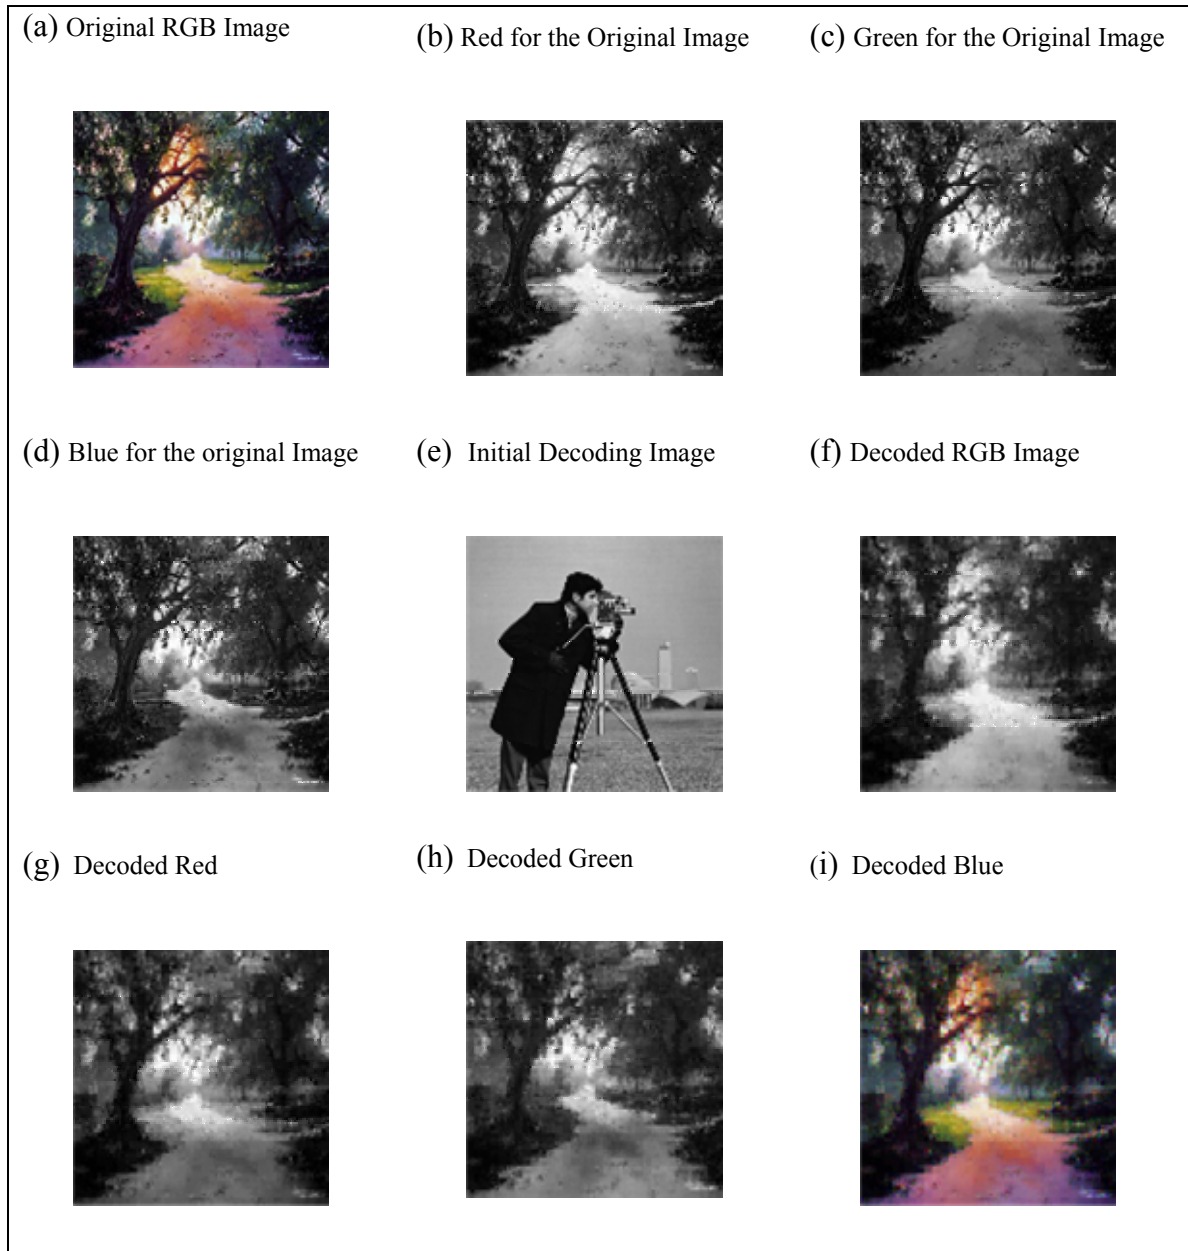 (a) Original RGB Image
(b) Red for the Original Image
(c) Green for the Original Image
(d) Blue for the original Image
(e) Initial Decoding Image
(f) Decoded RGB Image
(g) Decoded Red
(h) Decoded Green
(i) Decoded Blue